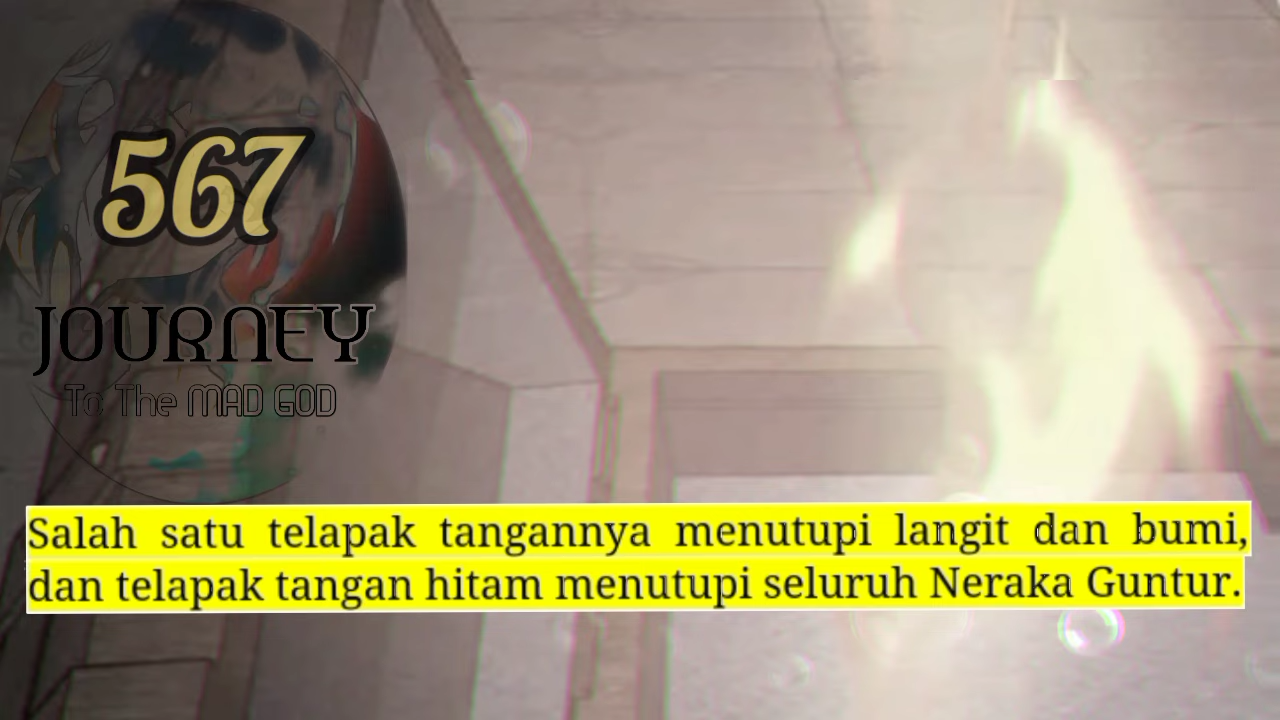 567
JOURNEY
To The MAD GOD
Salah satu telapak tangannya menutupi langit dan bumi,
dan telapak tangan hitam menutupi seluruh Neraka Guntur.